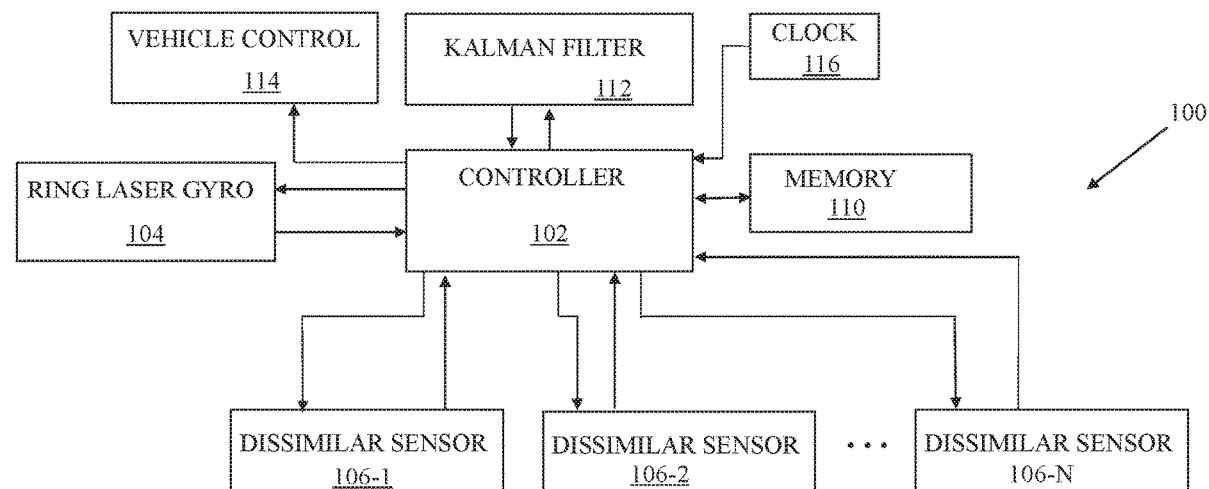 VEHICLE CONTROL
114
KALMAN FILTER
112
CLOCK
116
100
RING LASER GYRO
104
CONTROLLER
102
MEMORY
110
DISSIMILAR SENSOR
106-1
DISSIMILAR SENSOR
106-2
• • •
DISSIMILAR SENSOR
106-N